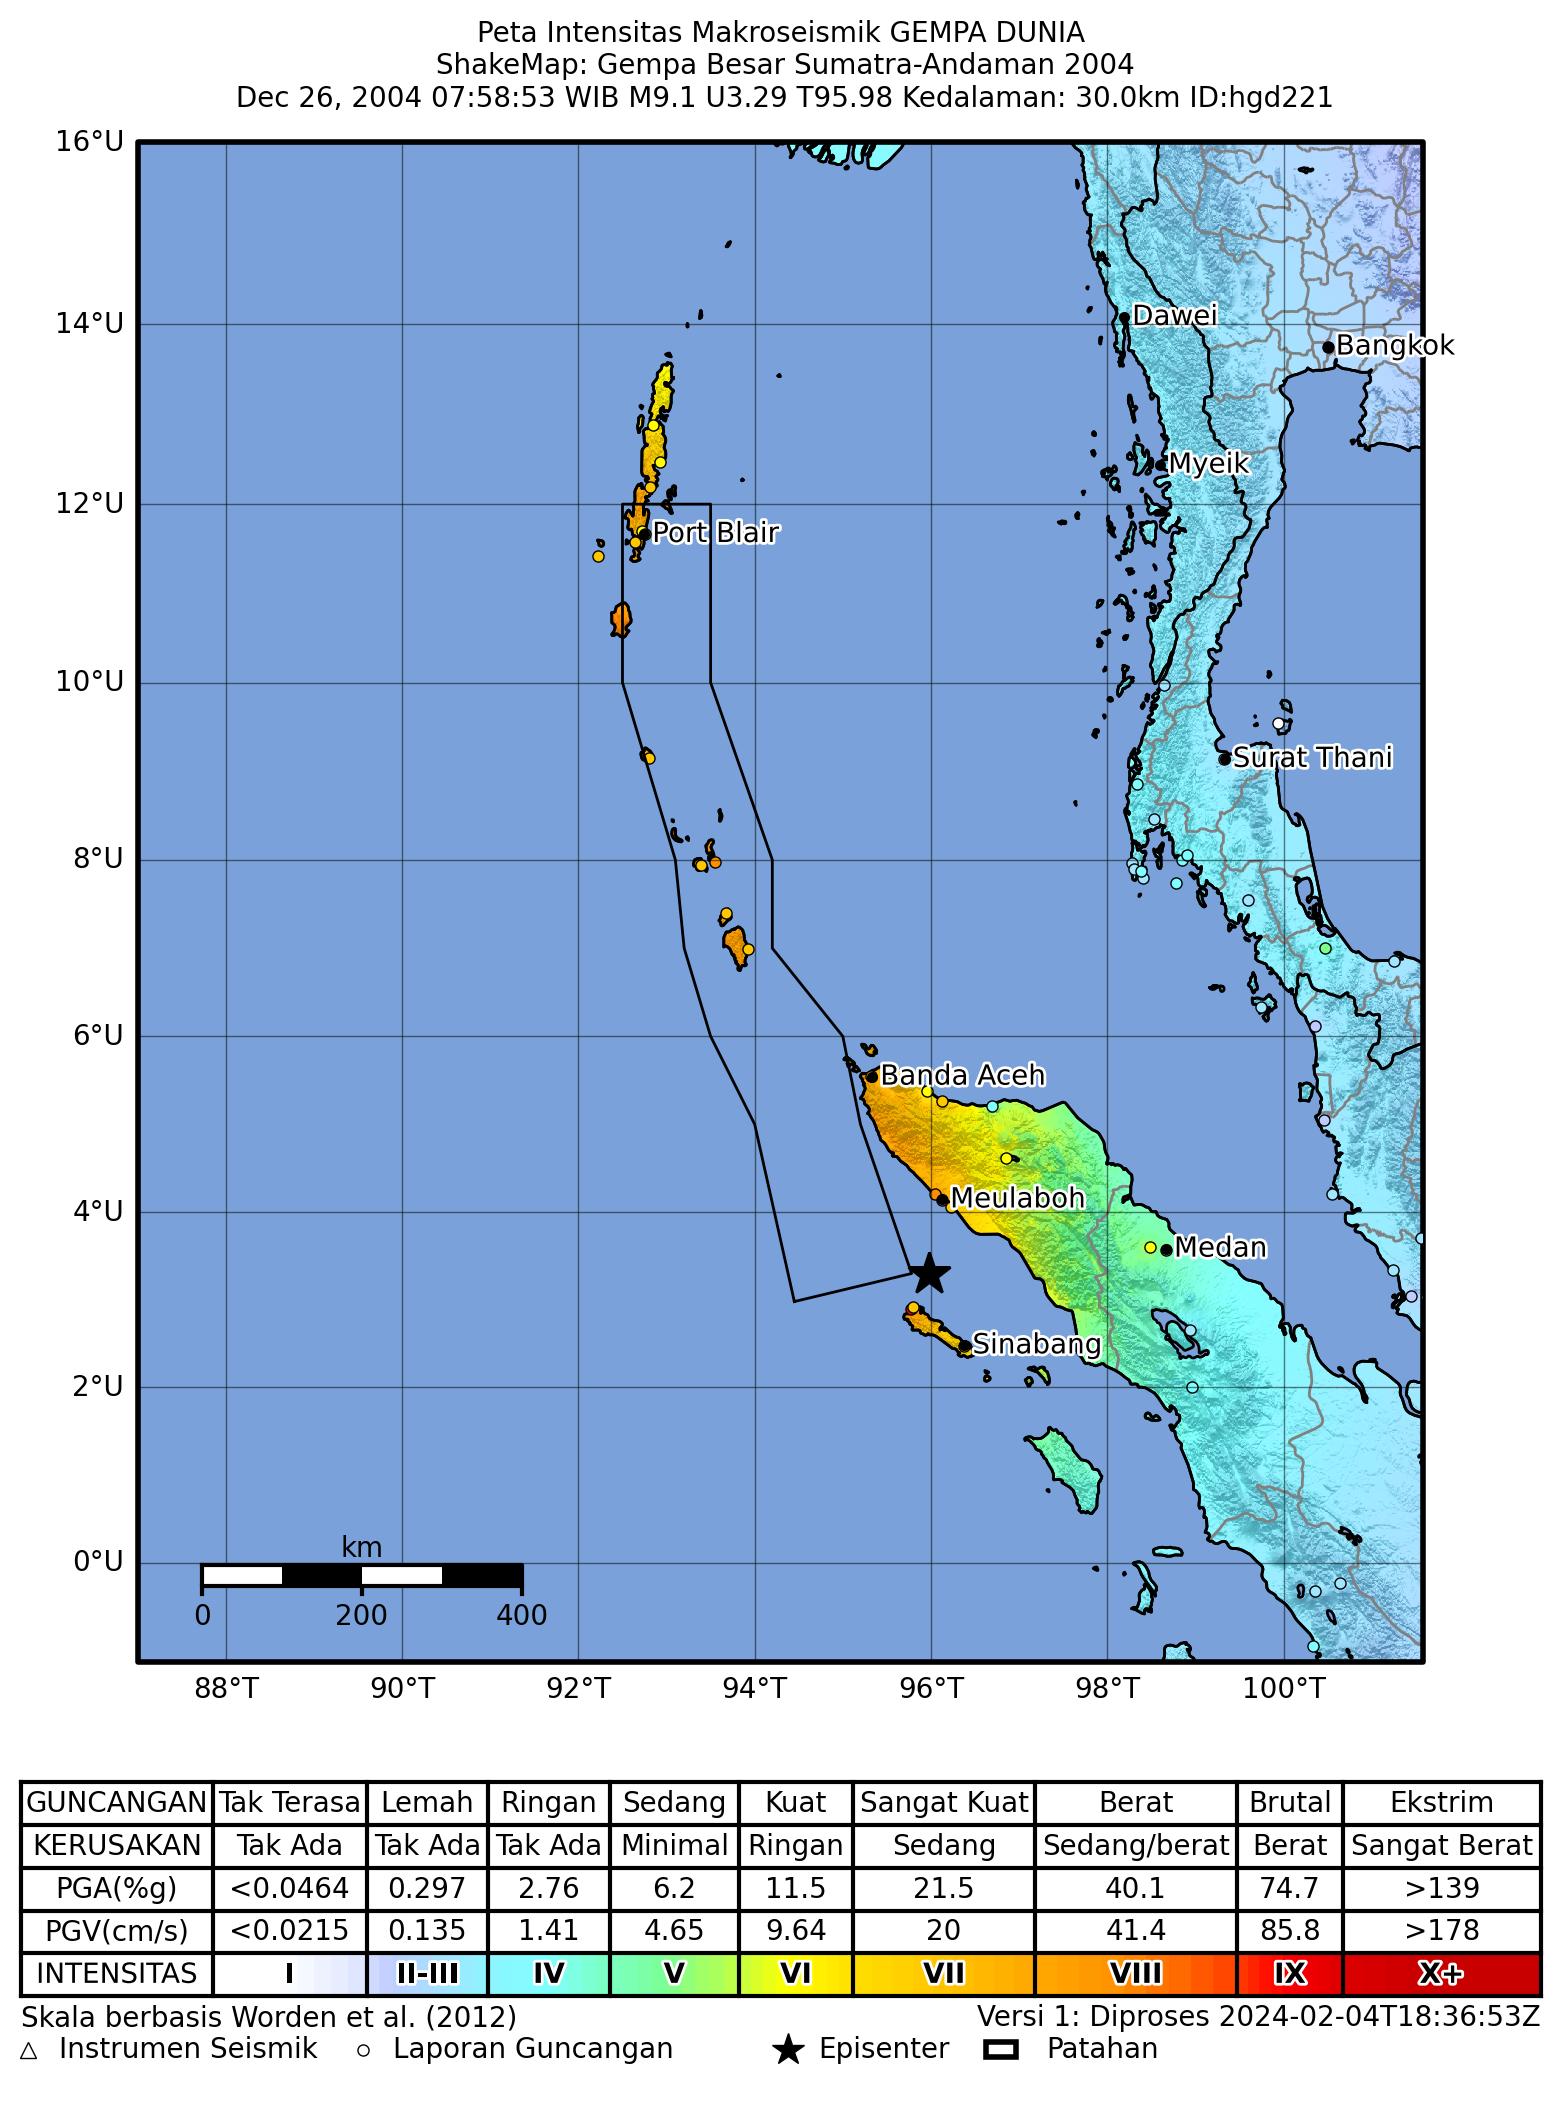 Peta Intensitas Makroseismik GEMPA DUNIA
ShakeMap: Gempa Besar Sumatra-Andaman 2004
Dec 26, 2004 07:58:53 WIB M9.1 U3.29 T95.98 Kedalaman: 30.0km ID:hgd221
16°U
14°U
Dawei
Bangkok
Myeik
12°U
Port Blair
10°U
Surat Thani
8°U
6°U
Banda Aceh
4°U
Meulaboh
Medan
Sinabang
2°U
0°U
km
0 200 400
88°T 90°T 92°T 94°T 96°T 98°T 100°T
GUNCANGAN Tak Terasa Lemah Ringan Sedang Kuat Sangat Kuat Berat Brutal Ekstrim
KERUSAKAN Tak Ada Tak Ada Tak Ada Minimal Ringan Sedang Sedang/berat Berat Sangat Berat
PGA(%g) <0.0464 0.297 2.76 6.2 11.5 21.5 40.1 74.7 >139
PGV(cm/s) <0.0215 0.135 1.41 4.65 9.64 20 41.4 85.8 >178
INTENSITAS I II-III IV V VI VII VIII IX X+
Skala berbasis Worden et al. (2012) Versi 1: Diproses 2024-02-04T18:36:53Z
Instrumen Seismik Laporan Guncangan Episenter Patahan